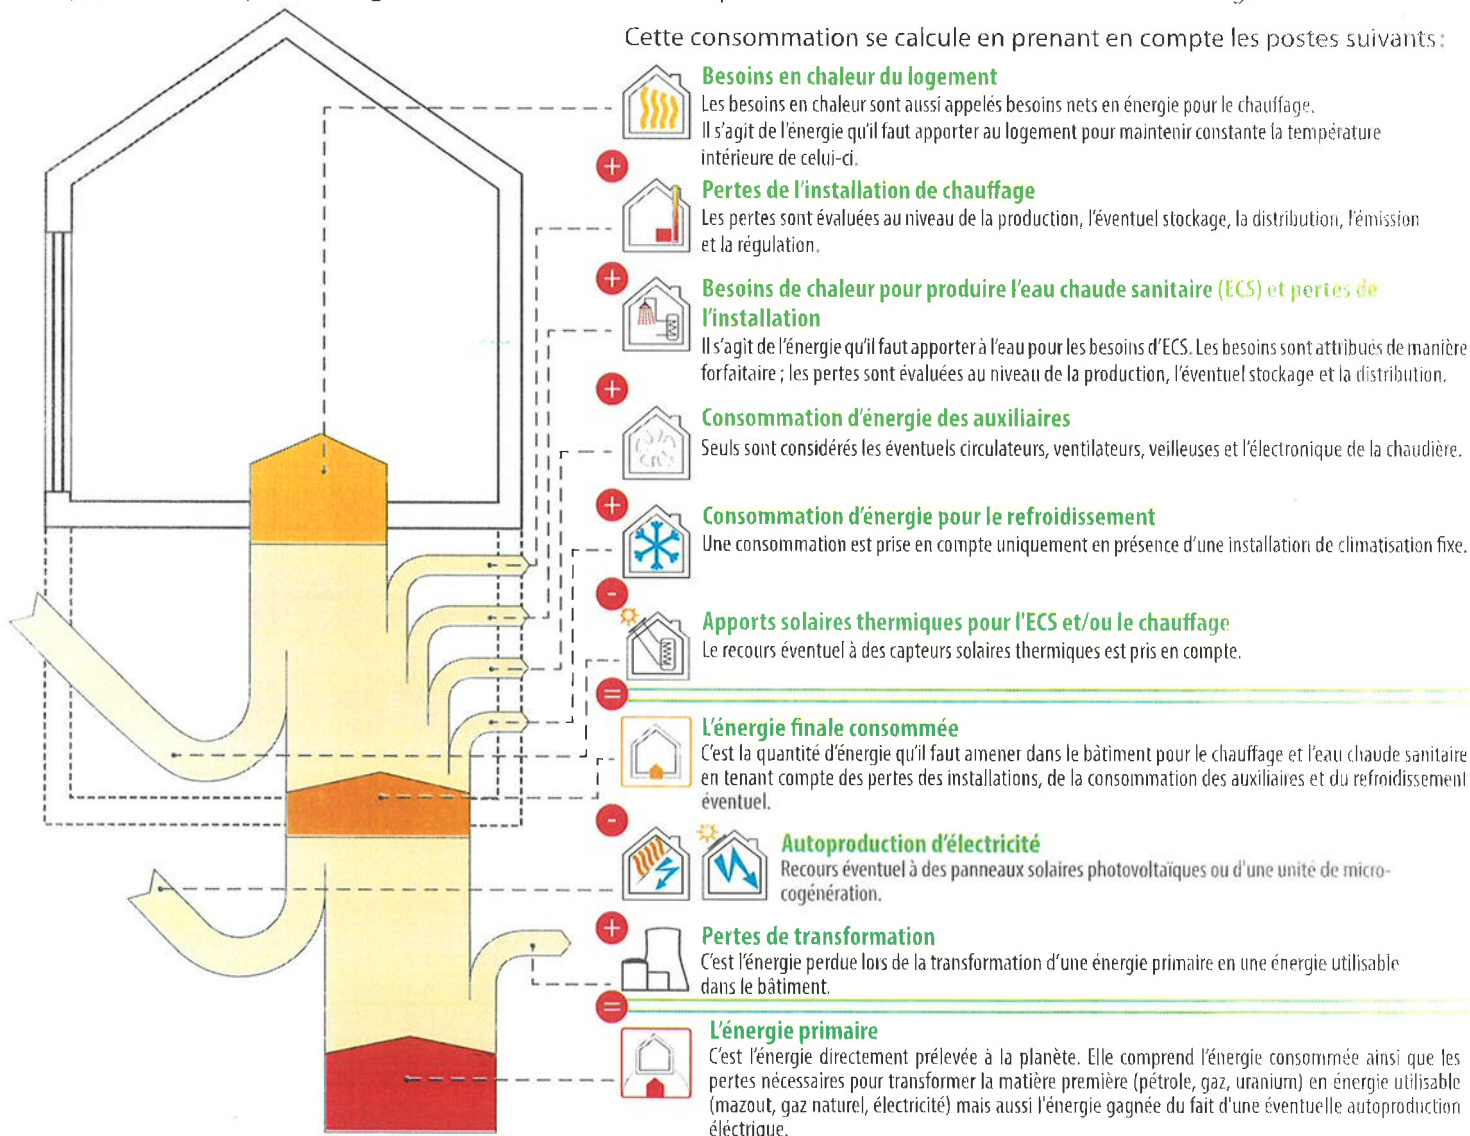 Cette consommation se calcule en prenant en compte les postes suivants:
Besoins en chaleur du logement
Les besoins en chaleur sont aussi appelés besoins nets en énergie pour le chauffage.
Il s'agit de l'énergie qu'il faut apporter au logement pour maintenir constante la température
intérieure de celui-ci.
+
Pertes de l'installation de chauffage
Les pertes sont évaluées au niveau de la production, l'éventuel stockage, la distribution, l'émission
et la régulation.
+
Besoins de chaleur pour produire l'eau chaude sanitaire (ECS) et pertes de
l'installation
Il s'agit de l'énergie qu'il faut apporter à l'eau pour les besoins d'ECS. Les besoins sont attribués de manière
forfaitaire ; les pertes sont évaluées au niveau de la production, l'éventuel stockage et la distribution.
+
Consommation d'énergie des auxiliaires
Seuls sont considérés les éventuels circulateurs, ventilateurs, veilleuses et l'électronique de la chaudière.
+
Consommation d'énergie pour le refroidissement
Une consommation est prise en compte uniquement en présence d'une installation de climatisation fixe.
-
Apports solaires thermiques pour l'ECS et/ou le chauffage
Le recours éventuel à des capteurs solaires thermiques est pris en compte.
=
L'énergie finale consommée
C'est la quantité d'énergie qu'il faut amener dans le bâtiment pour le chauffage et l'eau chaude sanitaire
en tenant compte des pertes des installations, de la consommation des auxiliaires et du refroidissement
éventuel.
-
Autoproduction d'électricité
Recours éventuel à des panneaux solaires photovoltaïques ou d'une unité de micro-
cogénération.
+
Pertes de transformation
C'est l'énergie perdue lors de la transformation d'une énergie primaire en une énergie utilisable
dans le bâtiment.
=
L'énergie primaire
C'est l'énergie directement prélevée à la planète. Elle comprend l'énergie consommée ainsi que les
pertes nécessaires pour transformer la matière première (pétrole, gaz, uranium) en énergie utilisable
(mazout, gaz naturel, électricité) mais aussi l'énergie gagnée du fait d'une éventuelle autoproduction
éléctrique.